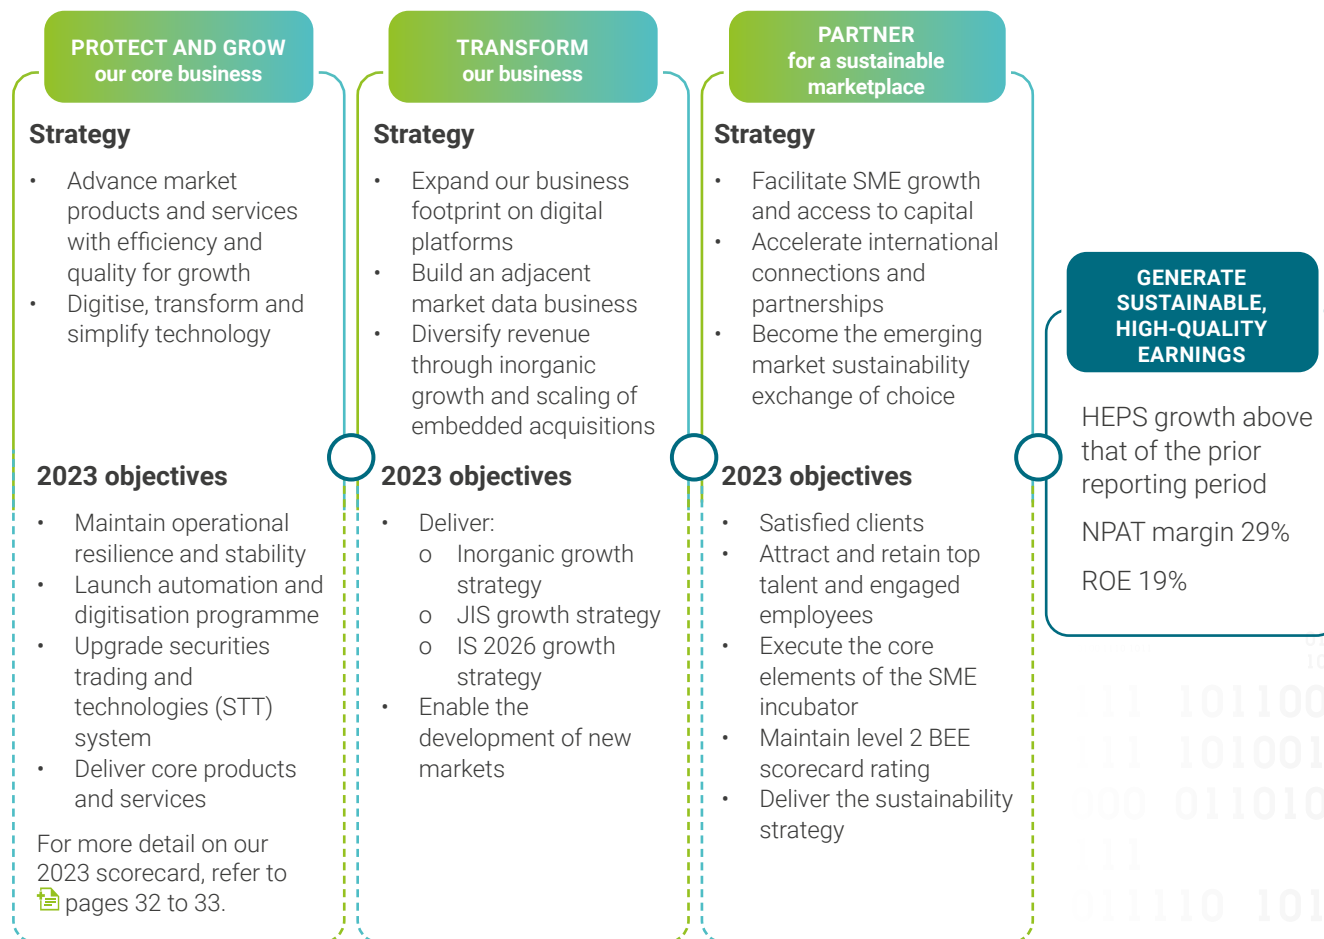 PROTECT AND GROW
our core business
Strategy
• Advance market
products and services
with efficiency and
quality for growth
• Digitise, transform and
simplify technology
2023 objectives
• Maintain operational
resilience and stability
• Launch automation and
digitisation programme
• Upgrade securities
trading and
technologies (STT)
system
• Deliver core products
and services
For more detail on our
2023 scorecard, refer to
pages 32 to 33.
TRANSFORM
our business
Strategy
• Expand our business
footprint on digital
platforms
• Build an adjacent
market data business
• Diversify revenue
through inorganic
growth and scaling of
embedded acquisitions
2023 objectives
• Deliver:
o Inorganic growth
strategy
o JIS growth strategy
o IS 2026 growth
strategy
• Enable the
development of new
markets
PARTNER
for a sustainable
marketplace
Strategy
• Facilitate SME growth
and access to capital
• Accelerate international
connections and
partnerships
• Become the emerging
market sustainability
exchange of choice
2023 objectives
• Satisfied clients
• Attract and retain top
talent and engaged
employees
• Execute the core
elements of the SME
incubator
• Maintain level 2 BEE
scorecard rating
• Deliver the sustainability
strategy
GENERATE
SUSTAINABLE,
HIGH-QUALITY
EARNINGS
HEPS growth above
that of the prior
reporting period
NPAT margin 29%
ROE 19%
111 101100
111 101001
000 011010
111
011110 101